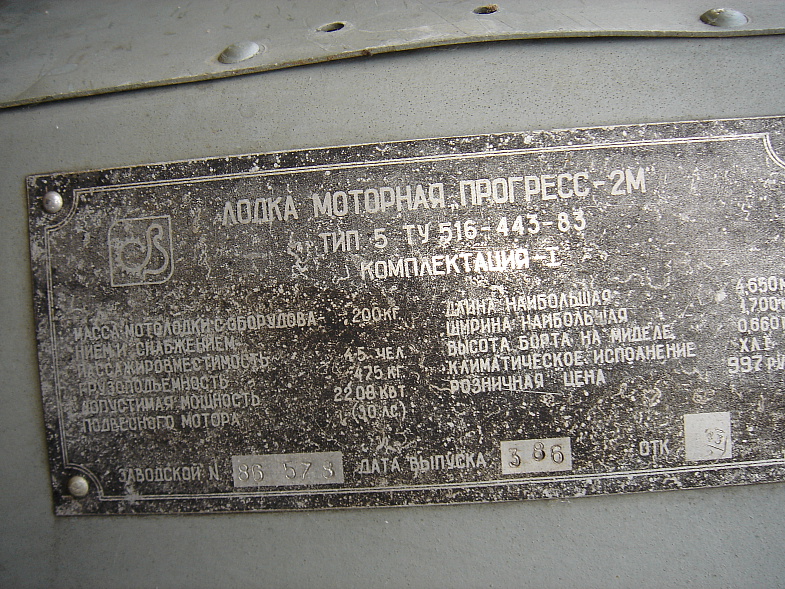 ЛОДКА МОТОРНАЯ „ПРОГРЕСС-2М"
ТИП 5 ТУ 516-443-83
КОМПЛЕКТАЦИЯ-I
МАССА МОТОЛОДКИ С ОБОРУДОВА- 200 КГ.
НИЕМ И СНАБЖЕНИЕМ
ПАССАЖИРОВМЕСТИМОСТЬ 4-5 ЧЕЛ.
ГРУЗОПОДЪЕМНОСТЬ 475 КГ.
ДОПУСТИМАЯ МОЩНОСТЬ 22.08 КВТ
ПОДВЕСНОГО МОТОРА (30 ЛС)
ДЛИНА НАИБОЛЬШАЯ 4.650
ШИРИНА НАИБОЛЬШАЯ 1.700
ВЫСОТА БОРТА НА МИДЕЛЕ 0.660
КЛИМАТИЧЕСКОЕ ИСПОЛНЕНИЕ ХЛ1.
РОЗНИЧНАЯ ЦЕНА 997
ЗАВОДСКОЙ N 86 578 ДАТА ВЫПУСКА 386 ОТК